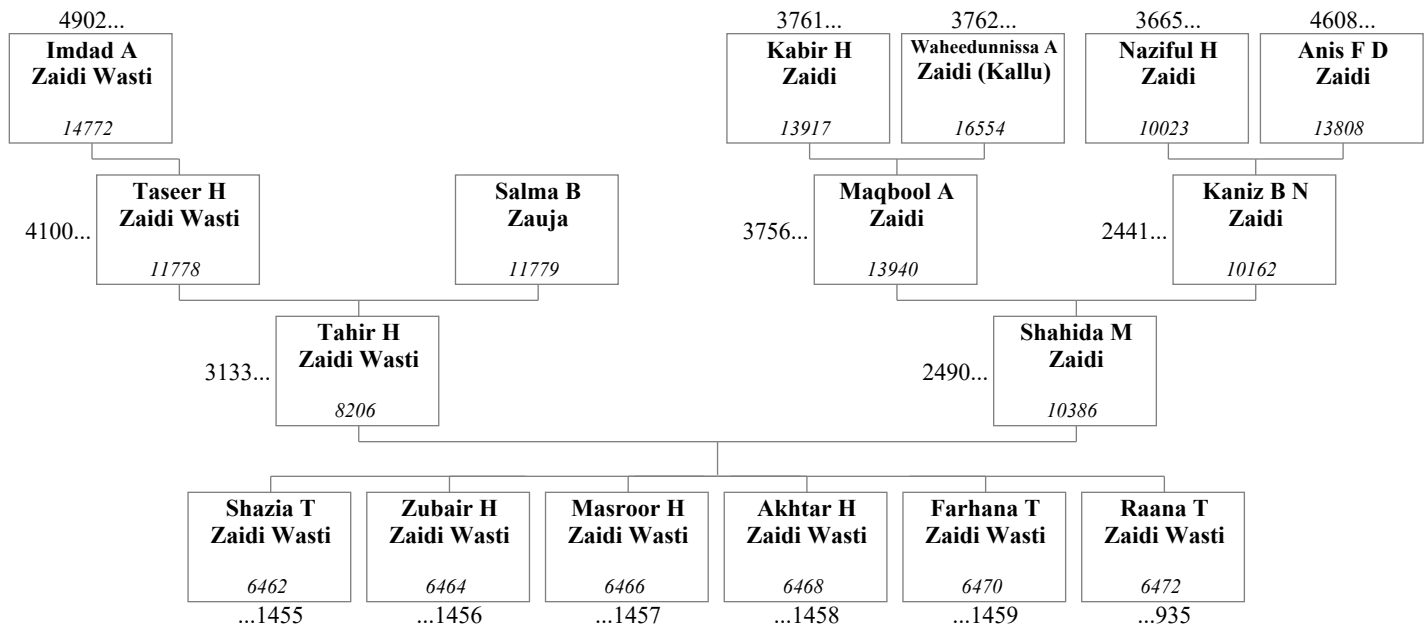 4902...
3761...
3762...
3665...
4608...
Imdad A
Zaidi Wasti
14772
Kabir H
Zaidi
13917
Waheedunnissa A
Zaidi (Kallu)
16554
Naziful H
Zaidi
10023
Anis F D
Zaidi
13808
4100...
Taseer H
Zaidi Wasti
11778
Salma B
Zauja
11779
3756...
Maqbool A
Zaidi
13940
2441...
Kaniz B N
Zaidi
10162
3133...
Tahir H
Zaidi Wasti
8206
2490...
Shahida M
Zaidi
10386
Shazia T
Zaidi Wasti
6462
...1455
Zubair H
Zaidi Wasti
6464
...1456
Masroor H
Zaidi Wasti
6466
...1457
Akhtar H
Zaidi Wasti
6468
...1458
Farhana T
Zaidi Wasti
6470
...1459
Raana T
Zaidi Wasti
6472
...935